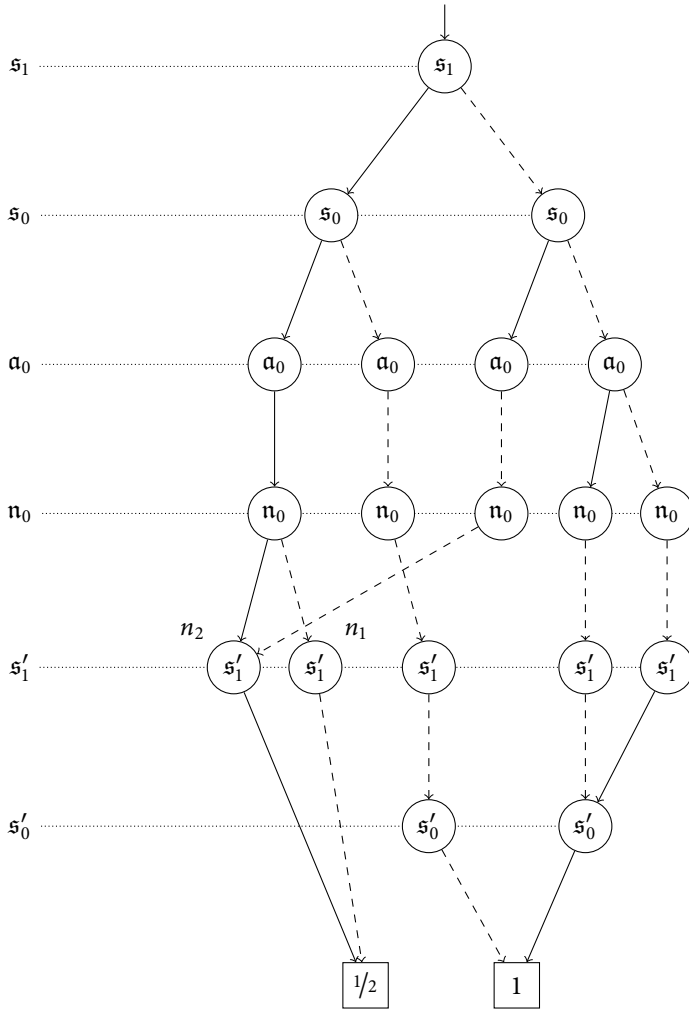 𝔰₁ 𝔰₁
𝔰₀ 𝔰₀ 𝔰₀
𝔞₀ 𝔞₀ 𝔞₀ 𝔞₀ 𝔞₀
𝔫₀ 𝔫₀ 𝔫₀ 𝔫₀ 𝔫₀ 𝔫₀
n₂ n₁
𝔰′₁ 𝔰′₁ 𝔰′₁ 𝔰′₁ 𝔰′₁ 𝔰′₁
𝔰′₀ 𝔰′₀ 𝔰′₀
1/2 1